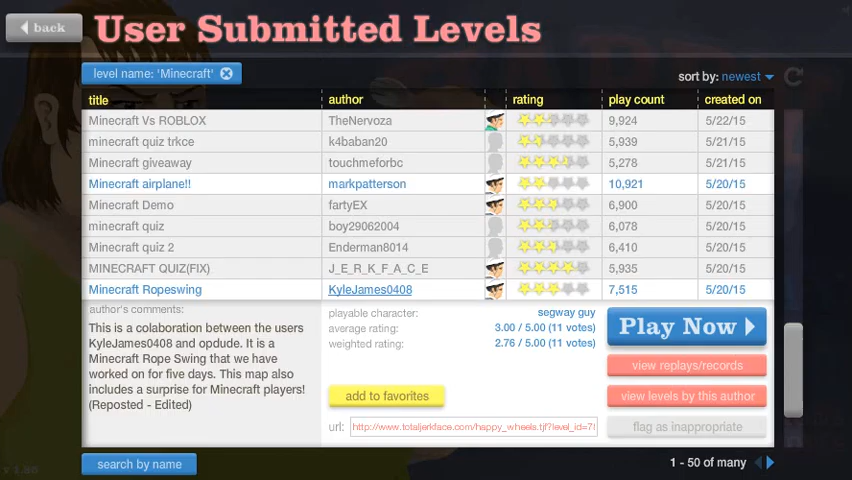 back
User Submitted Levels
level name: 'Minecraft'
sort by: newest
title author rating play count created on
Minecraft Vs ROBLOX TheNervoza 9,924 5/22/15
minecraft quiz trkce k4baban20 5,939 5/21/15
Minecraft giveaway touchmeforbc 5,278 5/21/15
Minecraft airplane!! markpatterson 10,921 5/20/15
Minecraft Demo fartyEX 6,900 5/20/15
minecraft quiz boy29062004 6,078 5/20/15
minecraft quiz 2 Enderman8014 6,410 5/20/15
MINECRAFT QUIZ(FIX) J_E_R_K_F_A_C_E 5,935 5/20/15
Minecraft Ropeswing KyleJames0408 7,515 5/20/15
author's comments:
This is a colaboration between the users
KyleJames0408 and opdude. It is a
Minecraft Rope Swing that we have
worked on for five days. This map also
includes a surprise for Minecraft players!
(Reposted - Edited)
playable character: segway guy
average rating: 3.00 / 5.00 (11 votes)
weighted rating: 2.76 / 5.00 (11 votes)
add to favorites
url: http://www.totaljerkface.com/happy_wheels.tjf?level_id=7
Play Now
view replays/records
view levels by this author
flag as inappropriate
search by name
1 - 50 of many
v 1.86